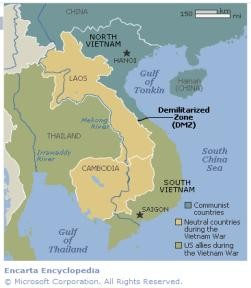 CHINA
150
km
mi
NORTH
VIETNAM
HANOI
LAOS
Gulf
of
Tonkin
Hainan
(CHINA)
Demilitarized
Zone
(DMZ)
Mekong
River
THAILAND
Irrawaddy
River
South
China
Sea
CAMBODIA
SOUTH
VIETNAM
SAIGON
Gulf
of
Thailand
Communist
countries
Neutral countries
during the
Vietnam War
US allies during the
Vietnam War
Encarta Encyclopedia
© Microsoft Corporation. All Rights Reserved.